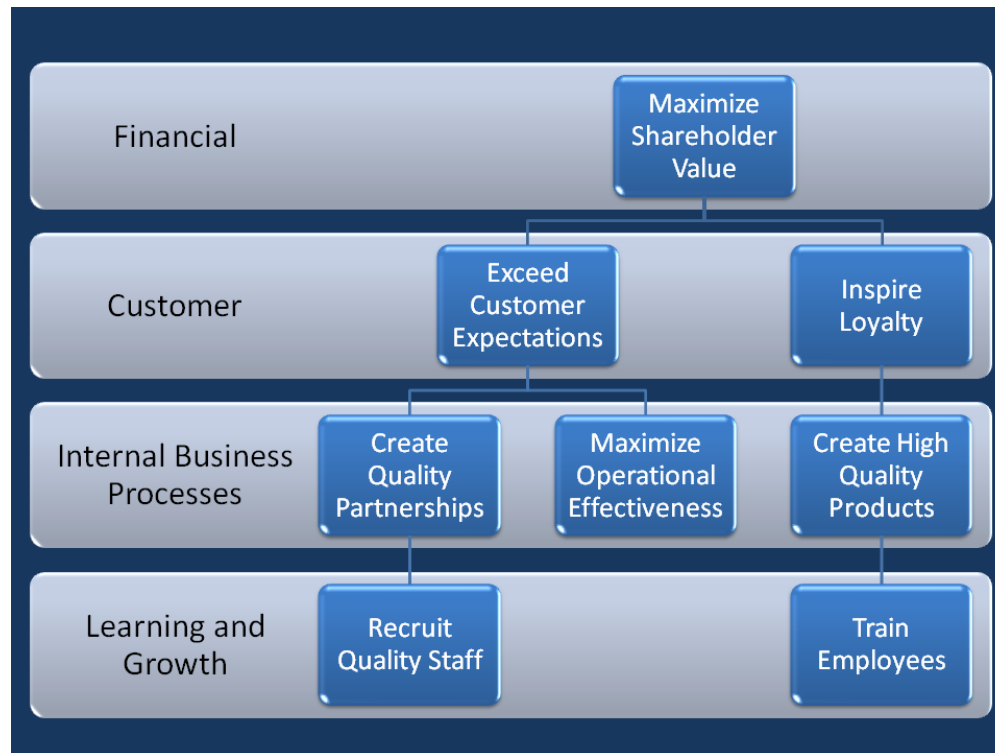 Financial
Maximize
Shareholder
Value
Customer
Exceed
Customer
Expectations
Inspire
Loyalty
Internal Business
Processes
Create
Quality
Partnerships
Maximize
Operational
Effectiveness
Create High
Quality
Products
Learning and
Growth
Recruit
Quality Staff
Train
Employees